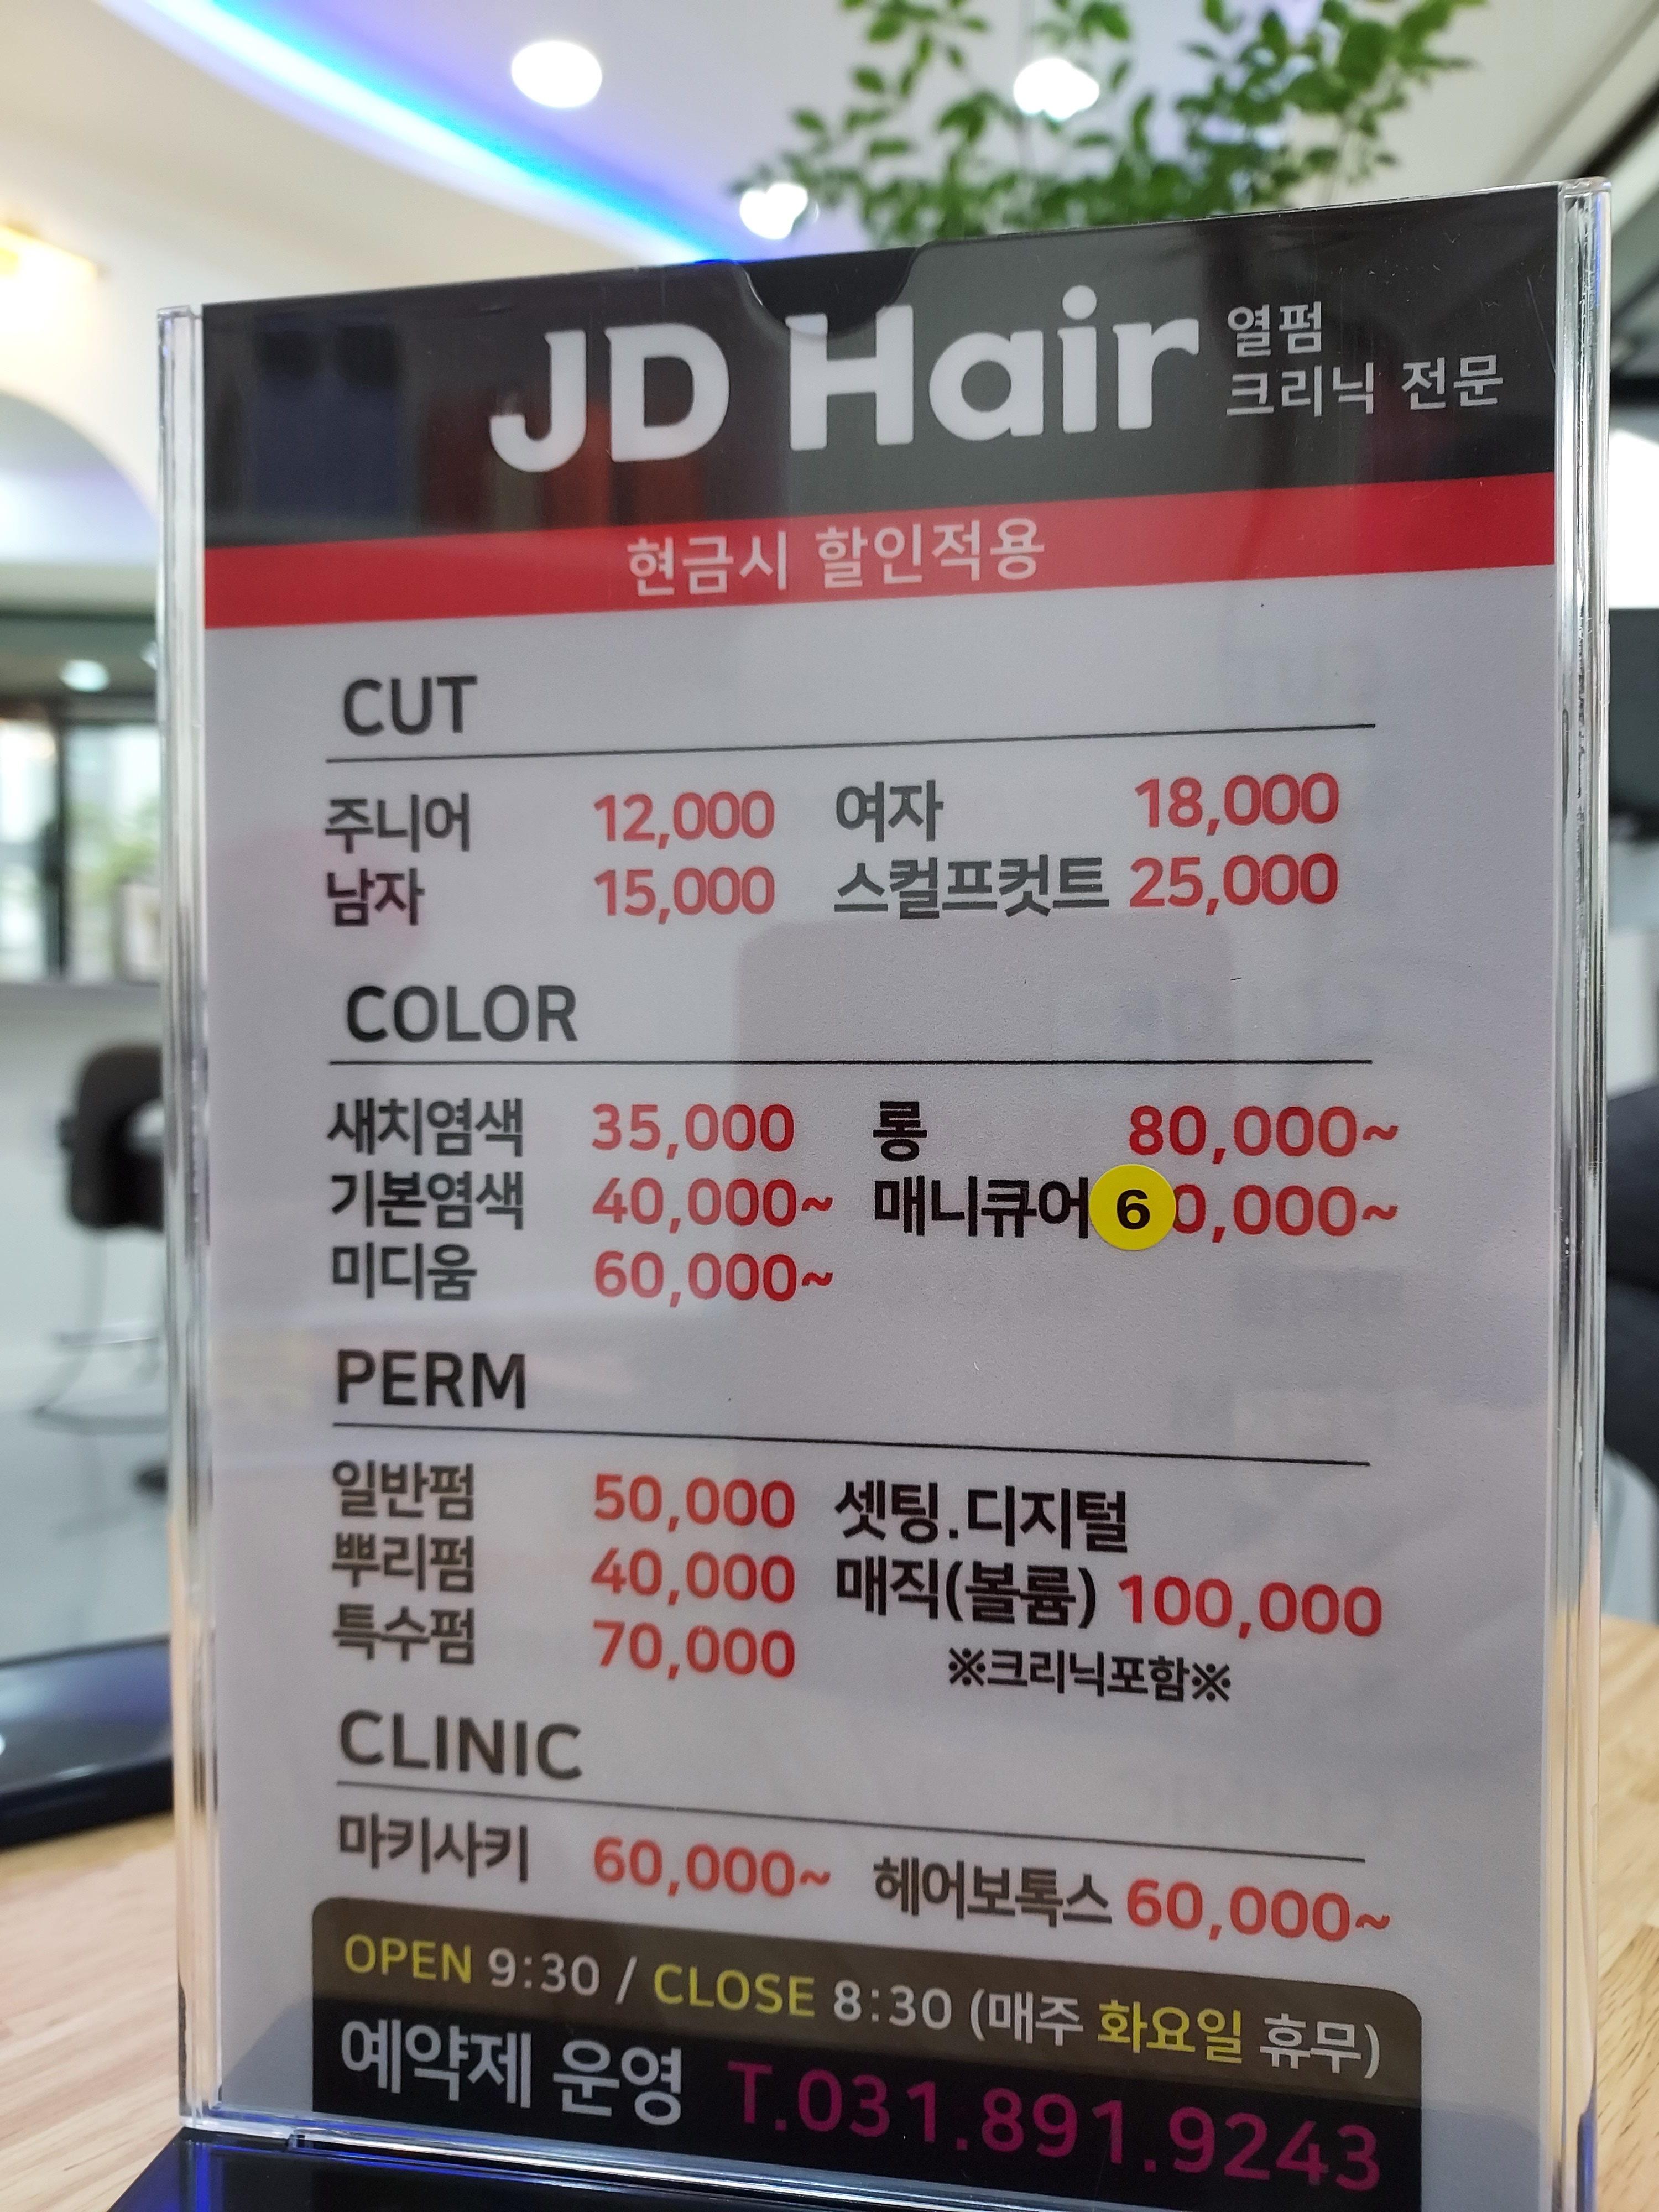 JD Hair 열펌
크리닉 전문
현금시 할인적용
CUT
주니어 12,000 여자 18,000
남자 15,000 스컬프컷트 25,000
COLOR
새치염색 35,000 롱 80,000~
기본염색 40,000~ 매니큐어 60,000~
미디움 60,000~
PERM
일반펌 50,000 셋팅.디지털
뿌리펌 40,000 매직(볼륨) 100,000
특수펌 70,000 ※크리닉포함※
CLINIC
마키사키 60,000~ 헤어보톡스 60,000~
OPEN 9:30 / CLOSE 8:30 (매주 화요일 휴무)
예약제 운영 T.031.891.9243